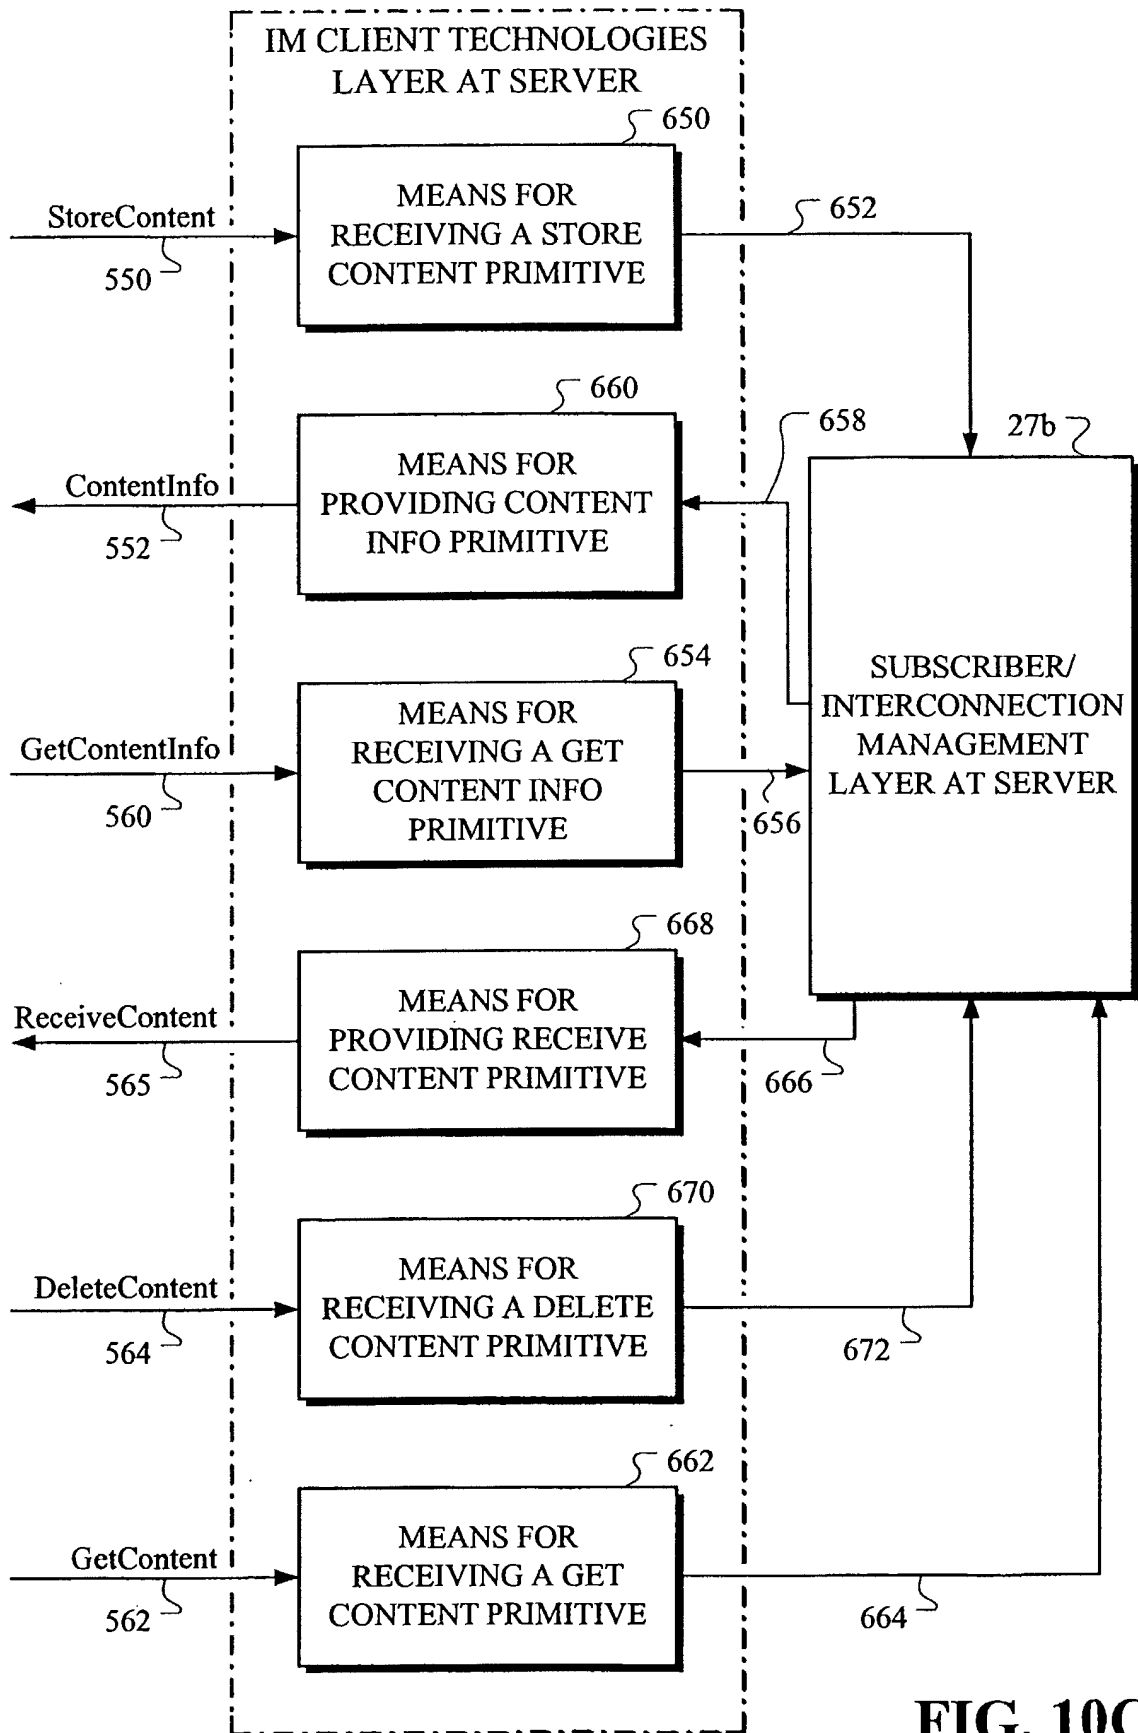 IM CLIENT TECHNOLOGIES
LAYER AT SERVER
650
MEANS FOR
RECEIVING A STORE
CONTENT PRIMITIVE
StoreContent
550
652
660
MEANS FOR
PROVIDING CONTENT
INFO PRIMITIVE
ContentInfo
552
658
27b
SUBSCRIBER/
INTERCONNECTION
MANAGEMENT
LAYER AT SERVER
654
MEANS FOR
RECEIVING A GET
CONTENT INFO
PRIMITIVE
GetContentInfo
560
656
668
MEANS FOR
PROVIDING RECEIVE
CONTENT PRIMITIVE
ReceiveContent
565
666
670
MEANS FOR
RECEIVING A DELETE
CONTENT PRIMITIVE
DeleteContent
564
672
662
MEANS FOR
RECEIVING A GET
CONTENT PRIMITIVE
GetContent
562
664
FIG.